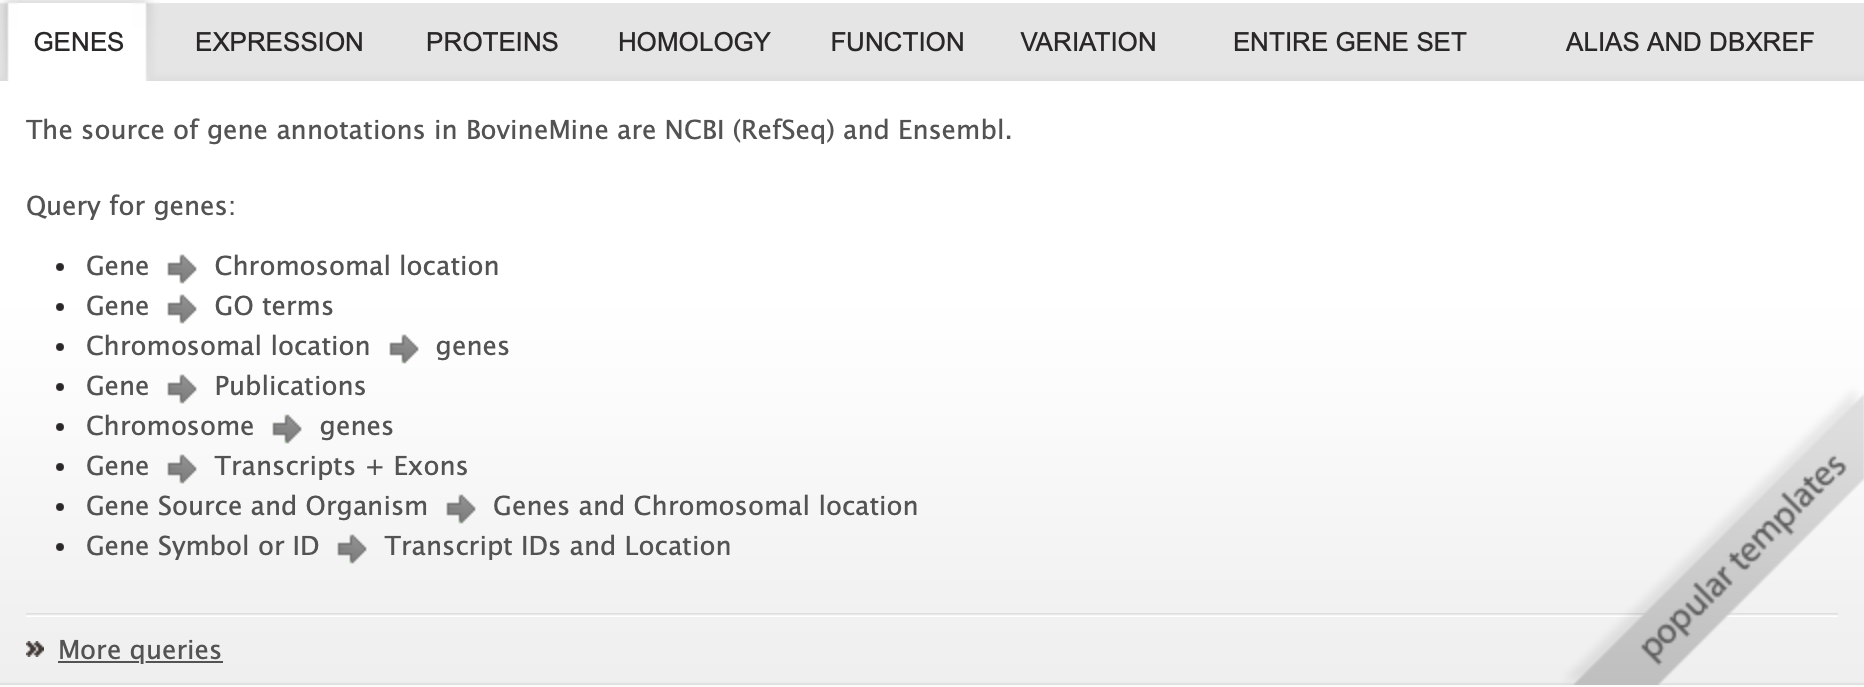 GENES EXPRESSION PROTEINS HOMOLOGY FUNCTION VARIATION ENTIRE GENE SET ALIAS AND DBXREF
The source of gene annotations in BovineMine are NCBI (RefSeq) and Ensembl.
Query for genes:
• Gene ➡ Chromosomal location
• Gene ➡ GO terms
• Chromosomal location ➡ genes
• Gene ➡ Publications
• Chromosome ➡ genes
• Gene ➡ Transcripts + Exons
• Gene Source and Organism ➡ Genes and Chromosomal location
• Gene Symbol or ID ➡ Transcript IDs and Location
» More queries
popular templates